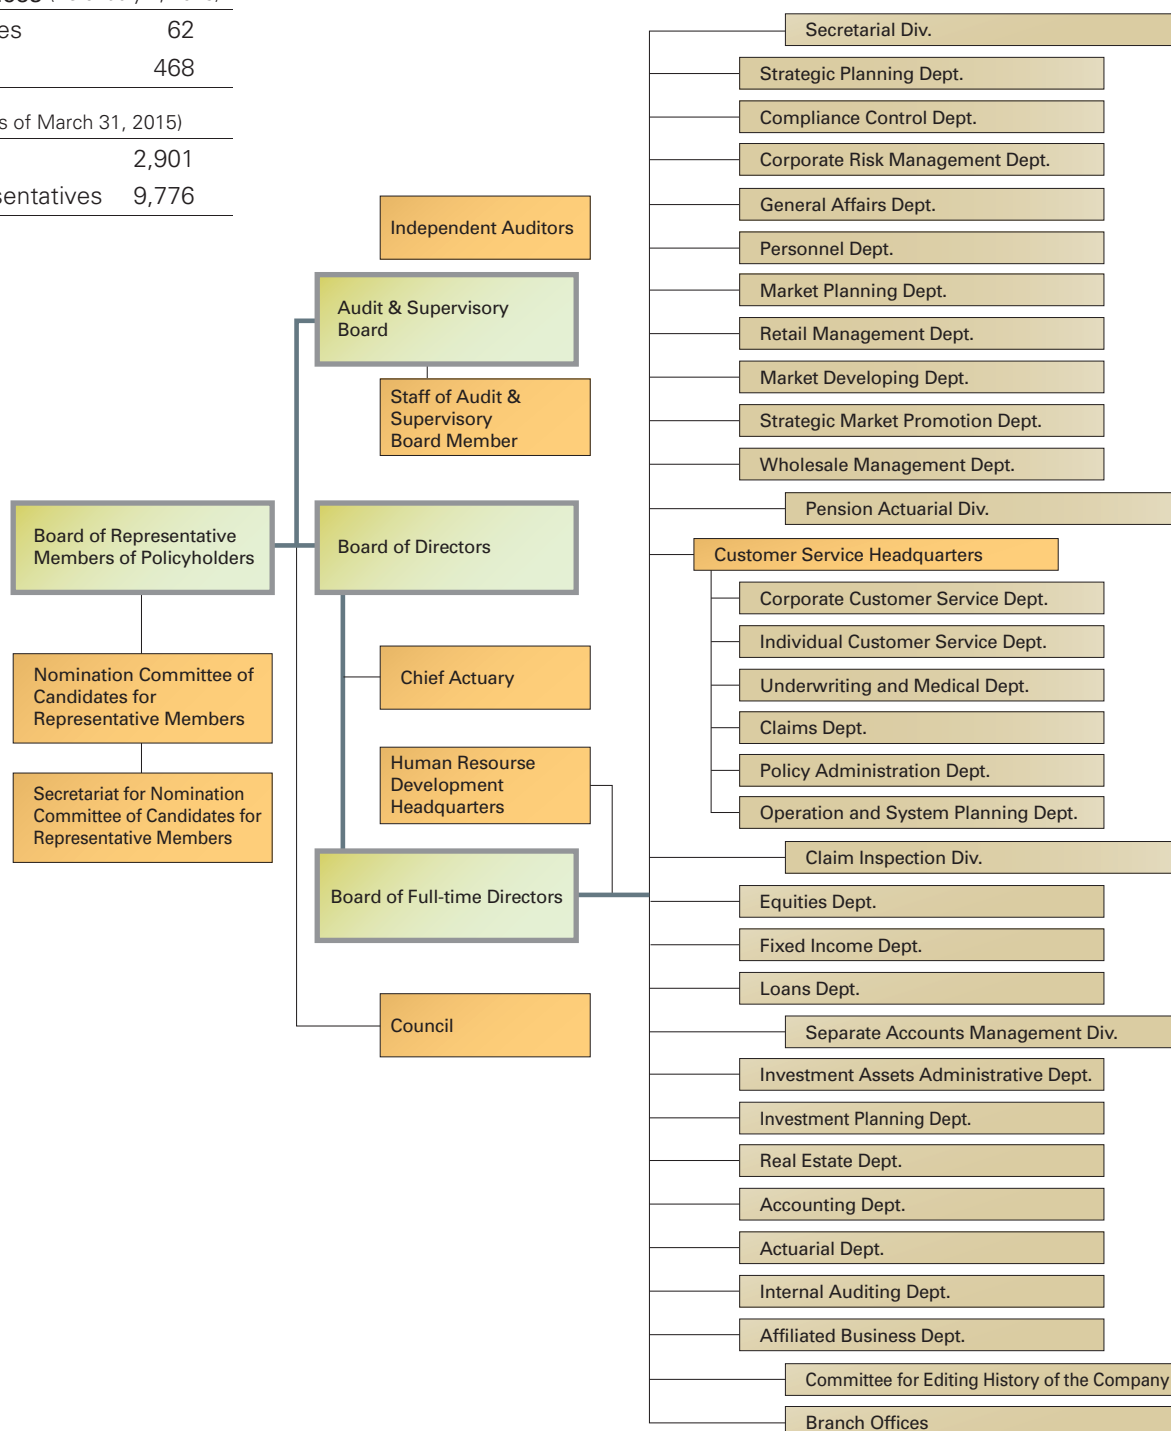 62
468
s of March 31, 2015)
2,901
9,776
Independent Auditors
Audit & Supervisory
Board
Staff of Audit &
Supervisory
Board Member
Board of Representative
Members of Policyholders
Board of Directors
Nomination Committee of
Candidates for
Representative Members
Secretariat for Nomination
Committee of Candidates for
Representative Members
Chief Actuary
Human Resourse
Development
Headquarters
Board of Full-time Directors
Council
Secretarial Div.
Strategic Planning Dept.
Compliance Control Dept.
Corporate Risk Management Dept.
General Affairs Dept.
Personnel Dept.
Market Planning Dept.
Retail Management Dept.
Market Developing Dept.
Strategic Market Promotion Dept.
Wholesale Management Dept.
Pension Actuarial Div.
Customer Service Headquarters
Corporate Customer Service Dept.
Individual Customer Service Dept.
Underwriting and Medical Dept.
Claims Dept.
Policy Administration Dept.
Operation and System Planning Dept.
Claim Inspection Div.
Equities Dept.
Fixed Income Dept.
Loans Dept.
Separate Accounts Management Div.
Investment Assets Administrative Dept.
Investment Planning Dept.
Real Estate Dept.
Accounting Dept.
Actuarial Dept.
Internal Auditing Dept.
Affiliated Business Dept.
Committee for Editing History of the Company
Branch Offices